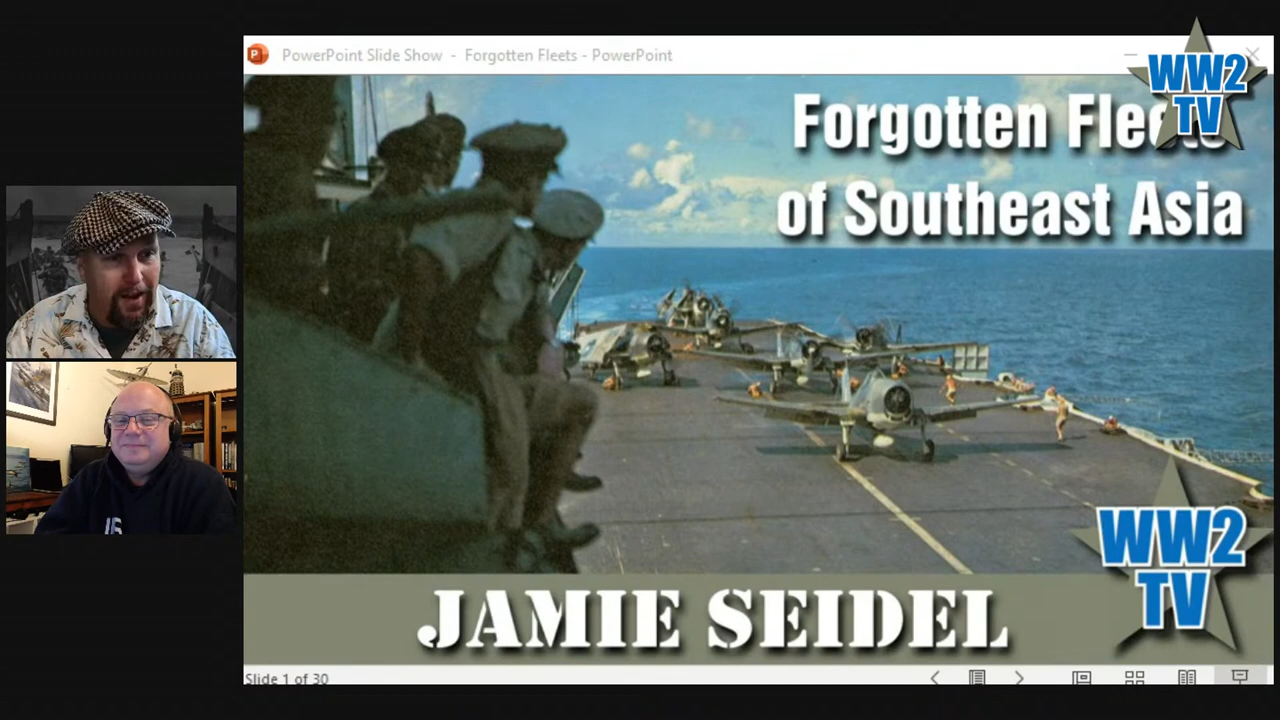 PowerPoint Slide Show - Forgotten Fleets - PowerPoint
WW2
TV
Forgotten Fleets
of Southeast Asia
WW2
TV
JAMIE SEIDEL
Slide 1 of 30